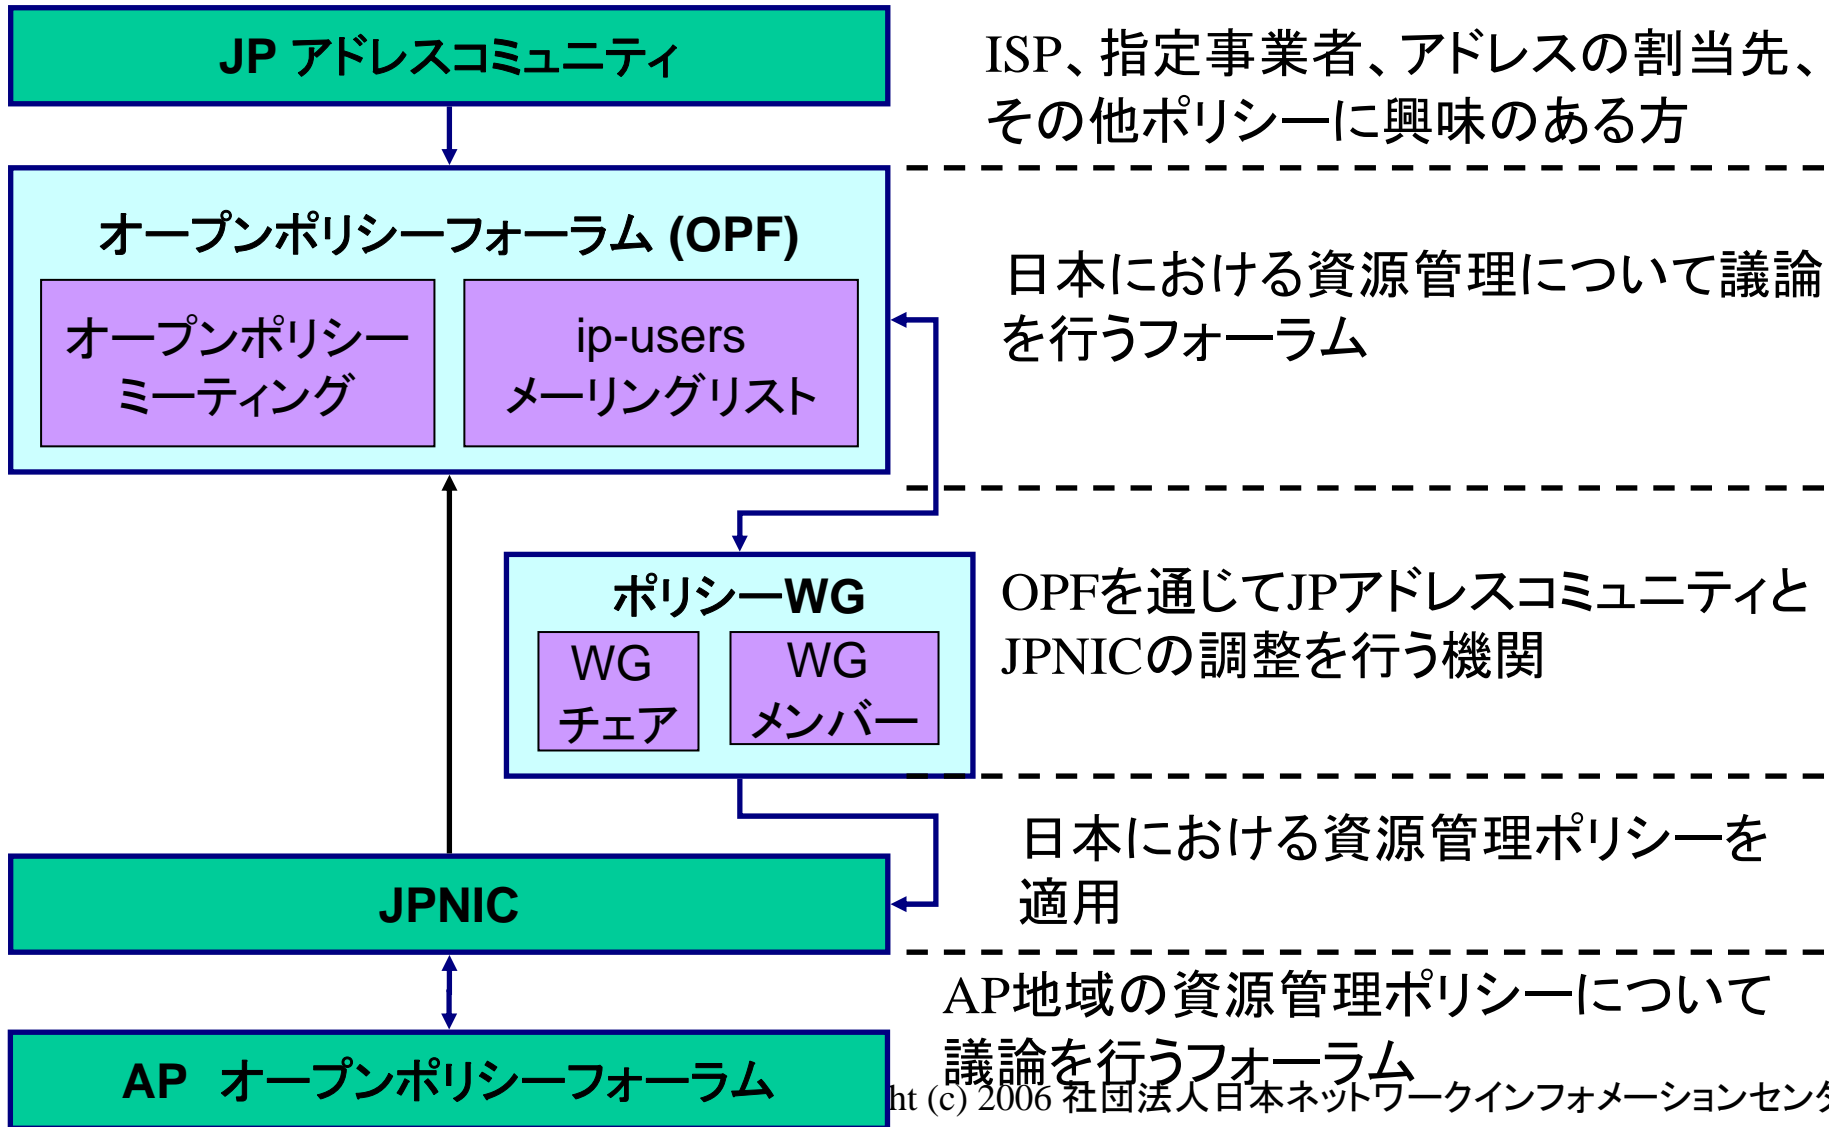 JP アドレスコミュニティ
ISP、指定事業者、アドレスの割当先、
その他ポリシーに興味のある方
オープンポリシーフォーラム (OPF)
オープンポリシー
ミーティング
ip-users
メーリングリスト
日本における資源管理について議論
を行うフォーラム
ポリシーWG
WG
チェア
WG
メンバー
OPFを通じてJPアドレスコミュニティと
JPNICの調整を行う機関
JPNIC
日本における資源管理ポリシーを
適用
AP オープンポリシーフォーラム
AP地域の資源管理ポリシーについて
議論を行うフォーラム
ht (c) 2006 社団法人日本ネットワークインフォメーションセン